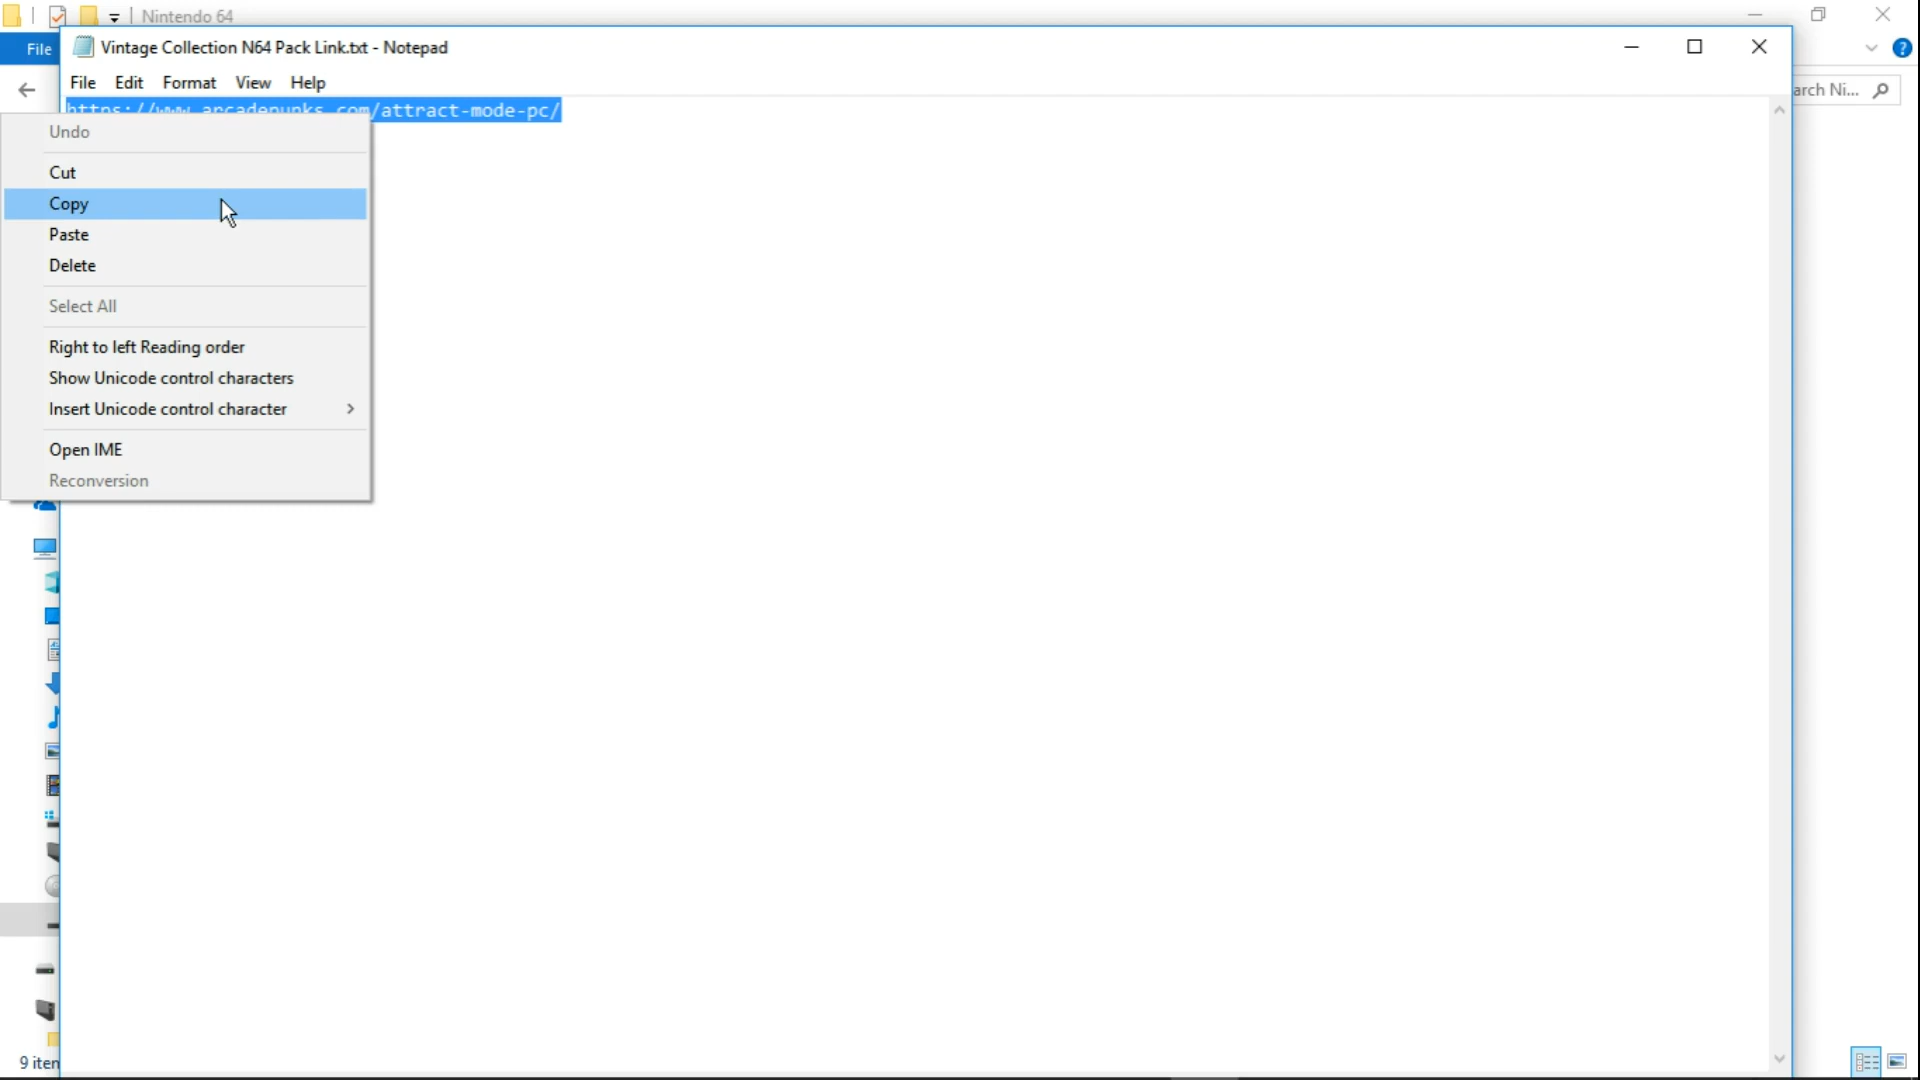 Nintendo 64
File
Vintage Collection N64 Pack Link.txt - Notepad
File Edit Format View Help
arch Ni...
https://www.arcadepunks.com/attract-mode-pc/
Undo
Cut
Copy
Paste
Delete
Select All
Right to left Reading order
Show Unicode control characters
Insert Unicode control character
Open IME
Reconversion
9 iten